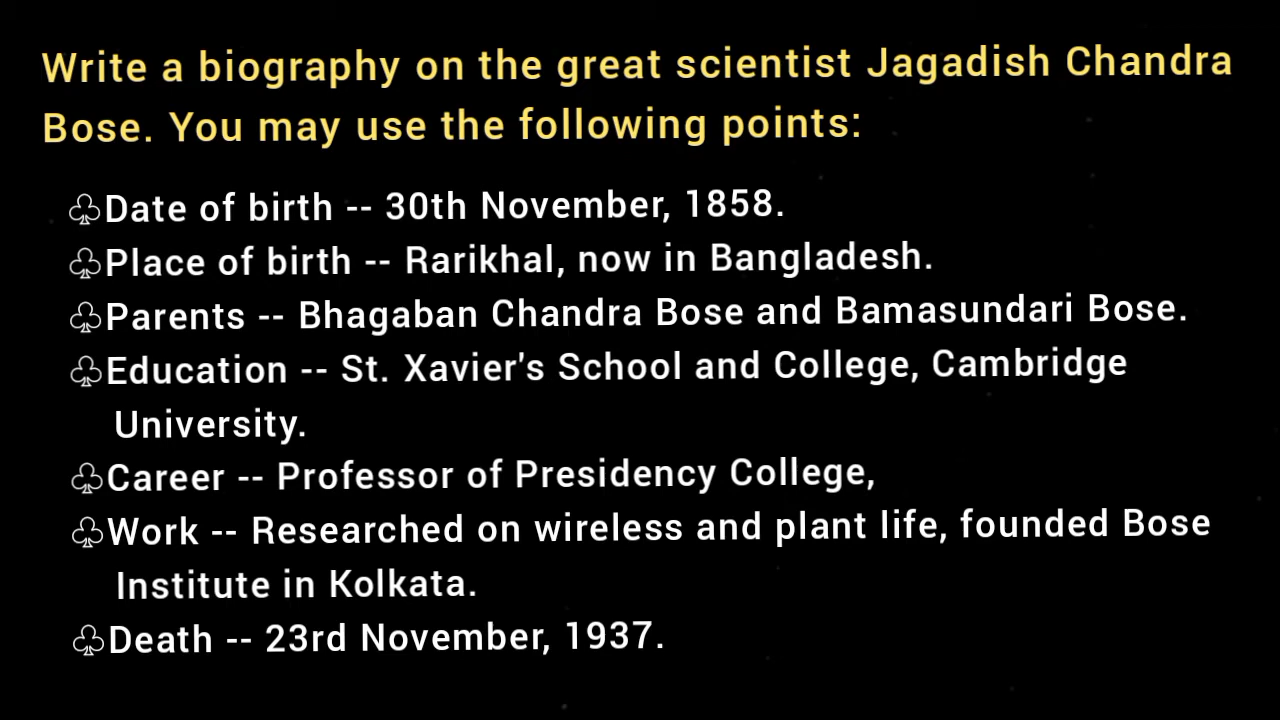 Write a biography on the great scientist Jagadish Chandra
Bose. You may use the following points:
♧Date of birth -- 30th November, 1858.
♧Place of birth -- Rarikhal, now in Bangladesh.
♧Parents -- Bhagaban Chandra Bose and Bamasundari Bose.
♧Education -- St. Xavier's School and College, Cambridge
University.
♧Career -- Professor of Presidency College,
♧Work -- Researched on wireless and plant life, founded Bose
Institute in Kolkata.
♧Death -- 23rd November, 1937.